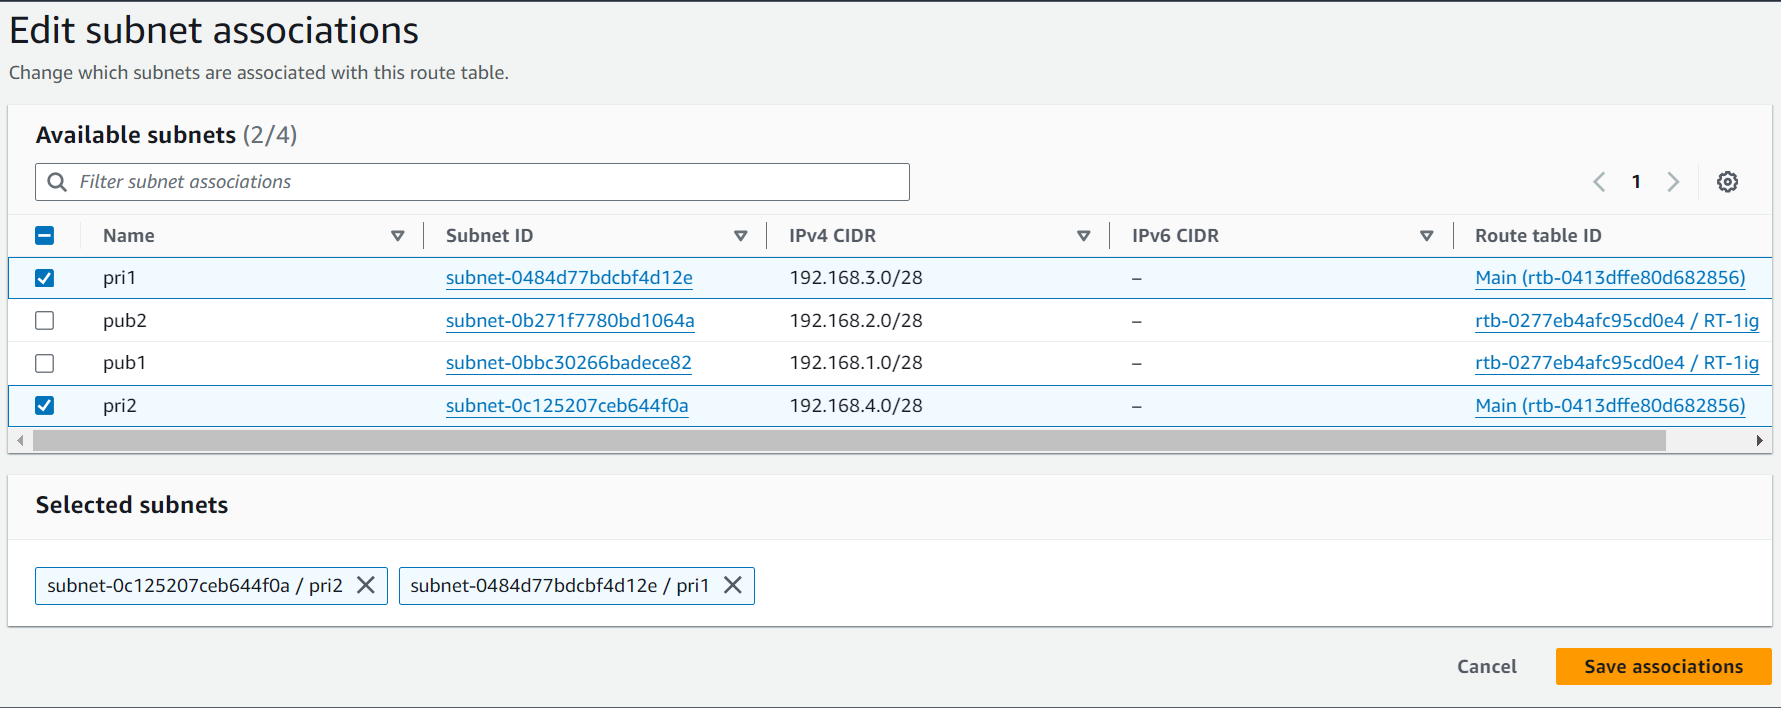 Edit subnet associations
Change which subnets are associated with this route table.
Available subnets (2/4)
Filter subnet associations
1
Name Subnet ID IPv4 CIDR IPv6 CIDR Route table ID
pri1 subnet-0484d77bdcbf4d12e 192.168.3.0/28 – Main (rtb-0413dffe80d682856)
pub2 subnet-0b271f7780bd1064a 192.168.2.0/28 – rtb-0277eb4afc95cd0e4 / RT-1ig
pub1 subnet-0bbc30266badece82 192.168.1.0/28 – rtb-0277eb4afc95cd0e4 / RT-1ig
pri2 subnet-0c125207ceb644f0a 192.168.4.0/28 – Main (rtb-0413dffe80d682856)
Selected subnets
subnet-0c125207ceb644f0a / pri2 subnet-0484d77bdcbf4d12e / pri1
Cancel Save associations